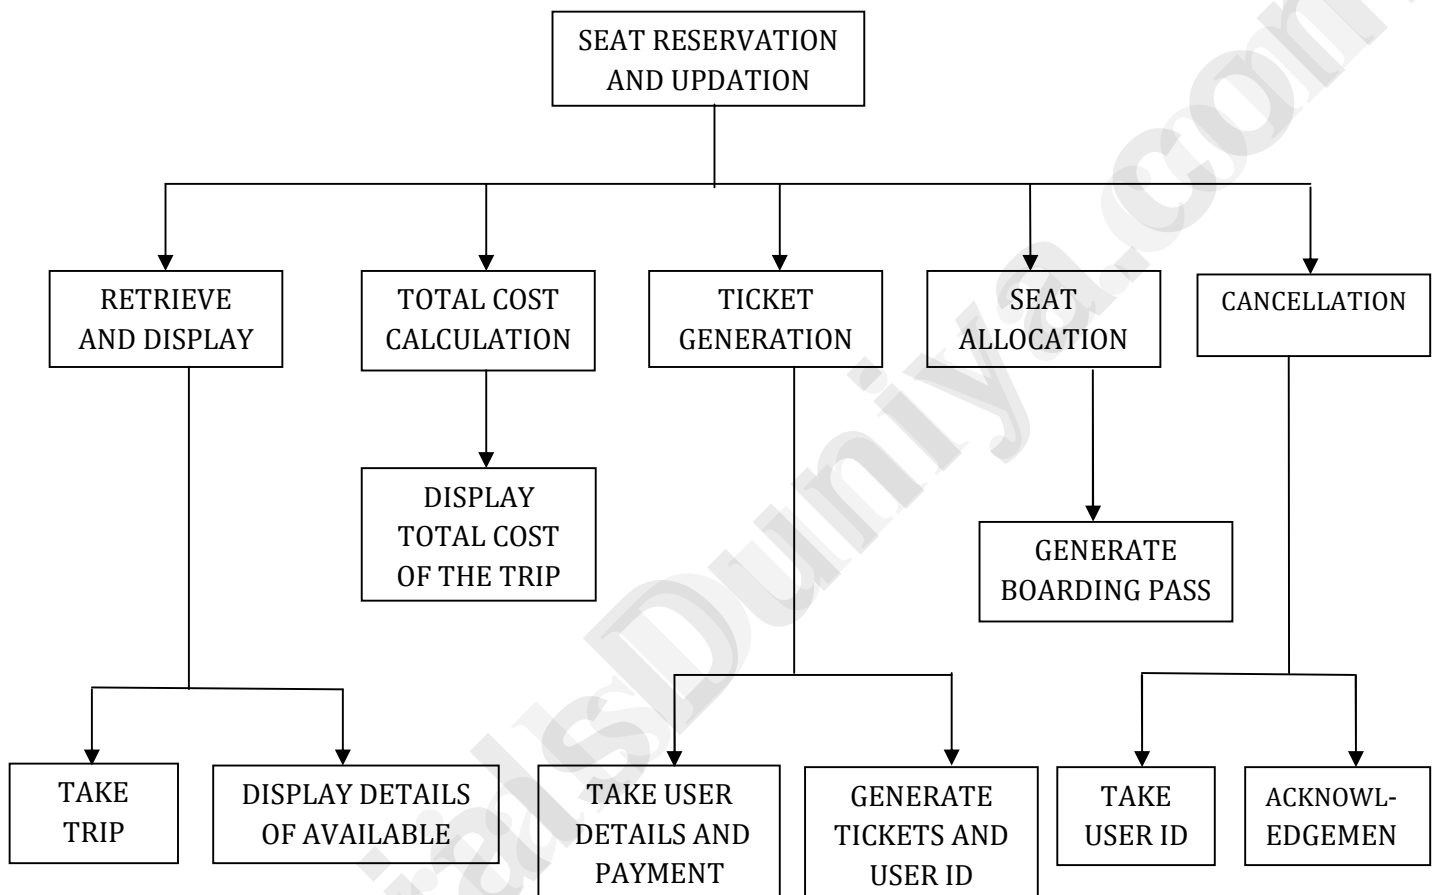 SEAT RESERVATION
AND UPDATION
RETRIEVE
AND DISPLAY
TOTAL COST
CALCULATION
TICKET
GENERATION
SEAT
ALLOCATION
CANCELLATION
DISPLAY
TOTAL COST
OF THE TRIP
GENERATE
BOARDING PASS
TAKE
TRIP
DISPLAY DETAILS
OF AVAILABLE
TAKE USER
DETAILS AND
PAYMENT
GENERATE
TICKETS AND
USER ID
TAKE
USER ID
ACKNOWL-
EDGEMEN
ialsDuniya.com